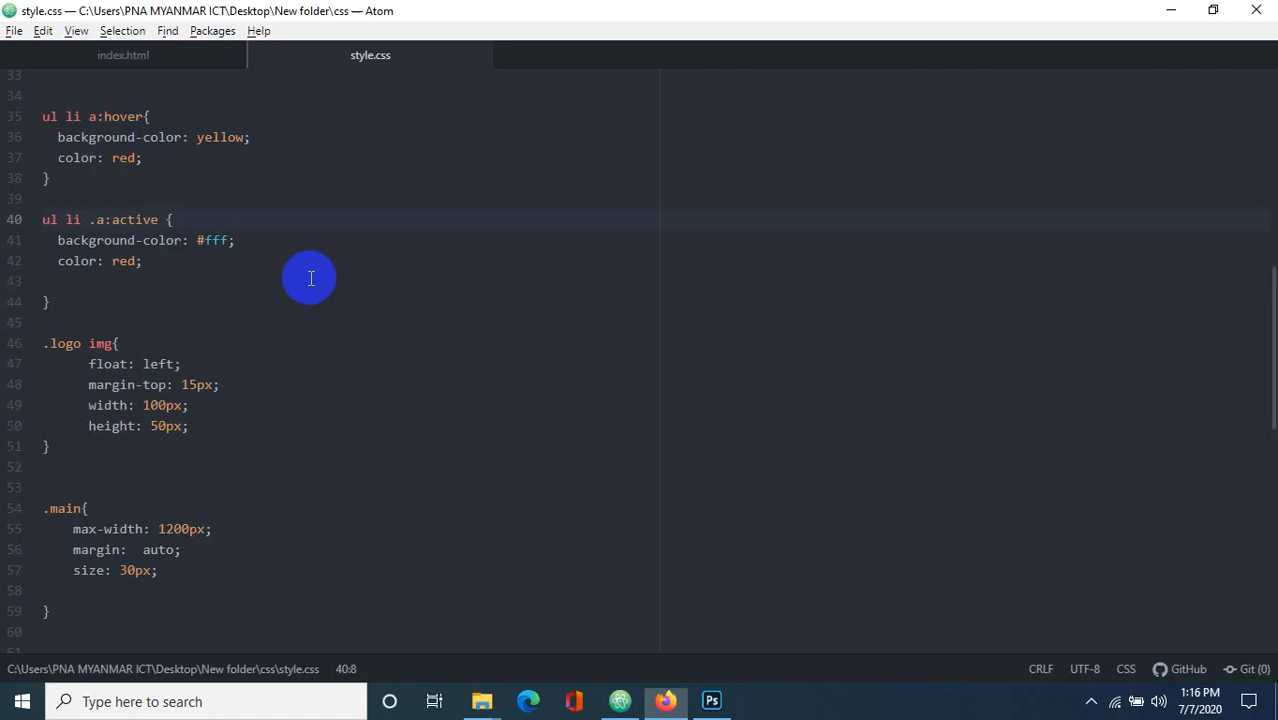 style.css — C:\Users\PNA MYANMAR ICT\Desktop\New folder\css — Atom
File Edit View Selection Find Packages Help
index.html style.css
33
34
35 ul li a:hover{
36 background-color: yellow;
37 color: red;
38 }
39
40 ul li .a:active {
41 background-color: #fff;
42 color: red;
43
44 }
45
46 .logo img{
47 float: left;
48 margin-top: 15px;
49 width: 100px;
50 height: 50px;
51 }
52
53
54 .main{
55 max-width: 1200px;
56 margin:  auto;
57 size: 30px;
58
59 }
60
61
C:\Users\PNA MYANMAR ICT\Desktop\New folder\css\style.css 40:8 CRLF UTF-8 CSS GitHub Git (0)
Type here to search Ps 1:16 PM
7/7/2020